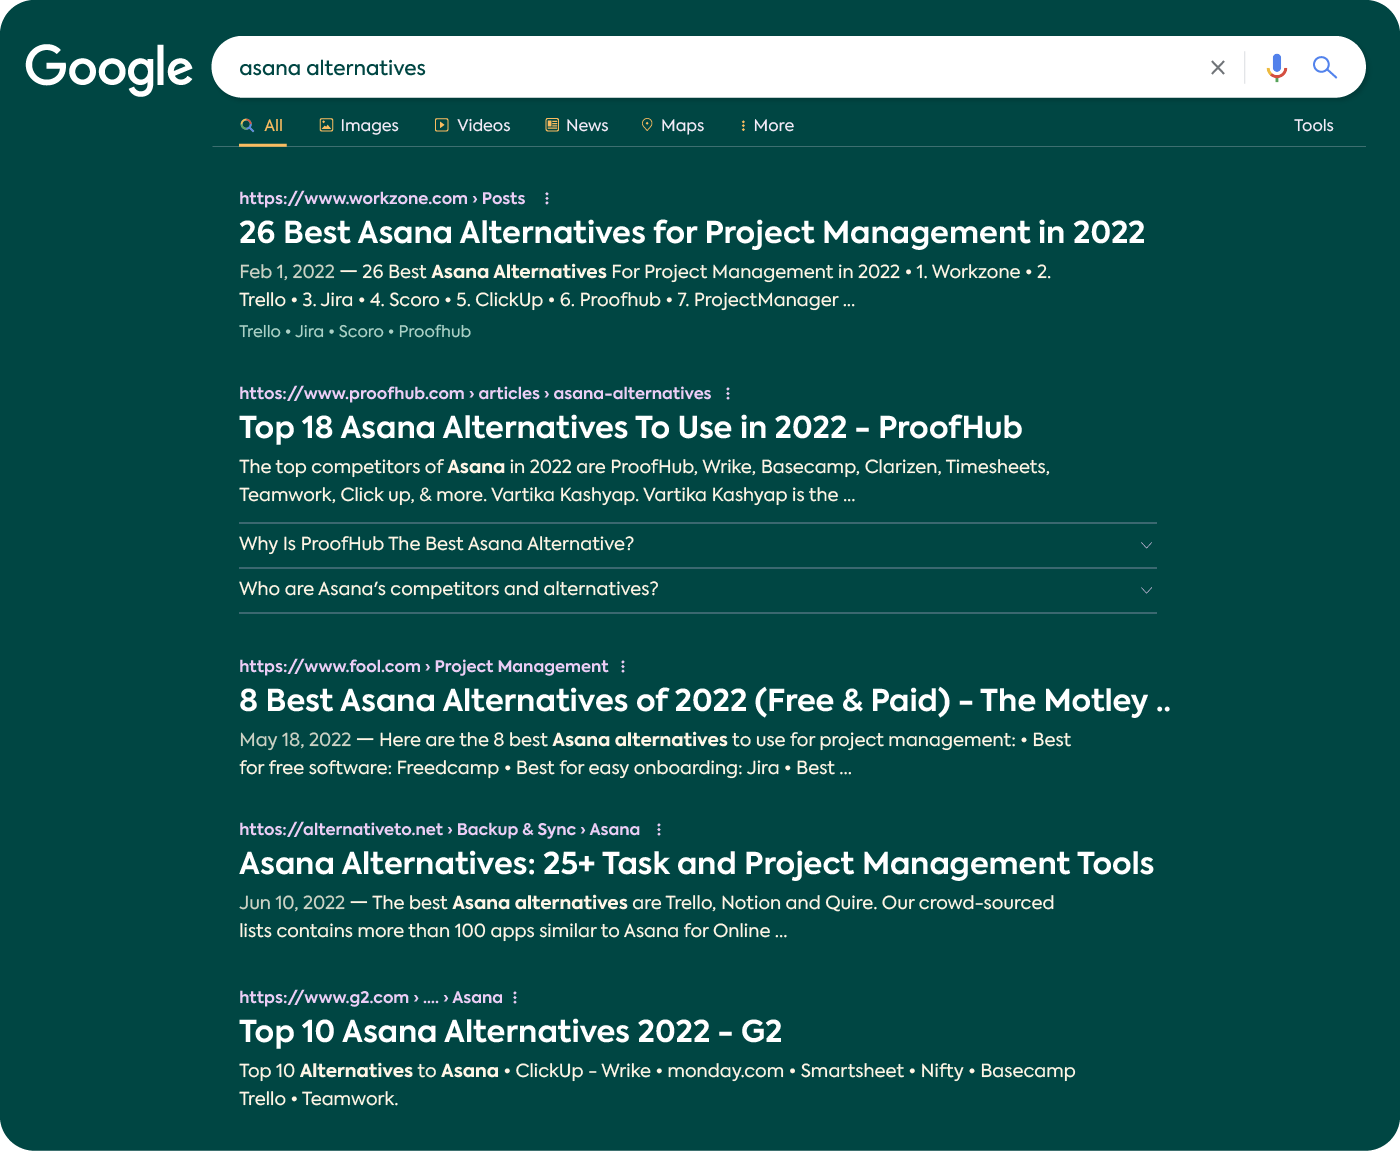 Google
asana alternatives
All Images Videos News Maps More Tools
https://www.workzone.com › Posts
26 Best Asana Alternatives for Project Management in 2022
Feb 1, 2022 — 26 Best Asana Alternatives For Project Management in 2022 • 1. Workzone • 2.
Trello • 3. Jira • 4. Scoro • 5. ClickUp • 6. Proofhub • 7. ProjectManager ...
Trello • Jira • Scoro • Proofhub
httos://www.proofhub.com › articles › asana-alternatives
Top 18 Asana Alternatives To Use in 2022 - ProofHub
The top competitors of Asana in 2022 are ProofHub, Wrike, Basecamp, Clarizen, Timesheets,
Teamwork, Click up, & more. Vartika Kashyap. Vartika Kashyap is the ...
Why Is ProofHub The Best Asana Alternative?
Who are Asana's competitors and alternatives?
https://www.fool.com › Project Management
8 Best Asana Alternatives of 2022 (Free & Paid) - The Motley ..
May 18, 2022 — Here are the 8 best Asana alternatives to use for project management: • Best
for free software: Freedcamp • Best for easy onboarding: Jira • Best ...
httos://alternativeto.net › Backup & Sync › Asana
Asana Alternatives: 25+ Task and Project Management Tools
Jun 10, 2022 — The best Asana alternatives are Trello, Notion and Quire. Our crowd-sourced
lists contains more than 100 apps similar to Asana for Online ...
https://www.g2.com › .... › Asana
Top 10 Asana Alternatives 2022 - G2
Top 10 Alternatives to Asana • ClickUp - Wrike • monday.com • Smartsheet • Nifty • Basecamp
Trello • Teamwork.